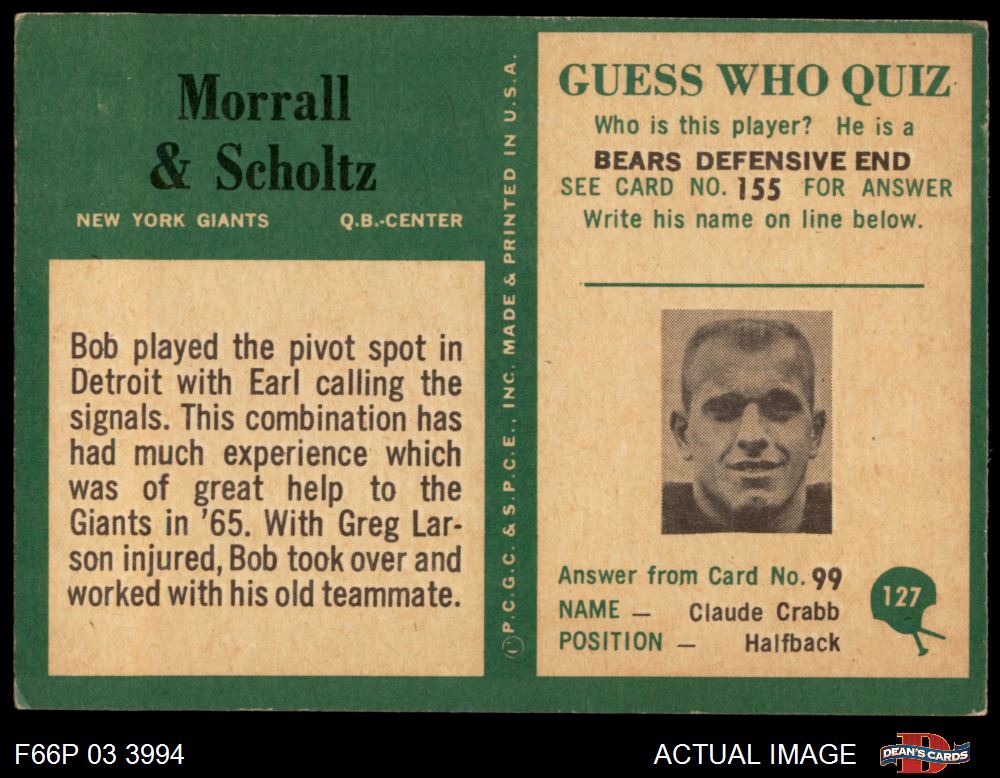 Morrall
& Scholtz
NEW YORK GIANTS Q.B.-CENTER
Bob played the pivot spot in
Detroit with Earl calling the
signals. This combination has
had much experience which
was of great help to the
Giants in '65. With Greg Lar-
son injured, Bob took over and
worked with his old teammate.
©P.C.G.C. & S.P.C.E., INC. MADE & PRINTED IN U.S.A.
GUESS WHO QUIZ
Who is this player? He is a
BEARS DEFENSIVE END
SEE CARD NO. 155 FOR ANSWER
Write his name on line below.
Answer from Card No. 99
NAME — Claude Crabb
POSITION — Halfback
127
F66P 03 3994
ACTUAL IMAGE
D
DEAN'S CARDS